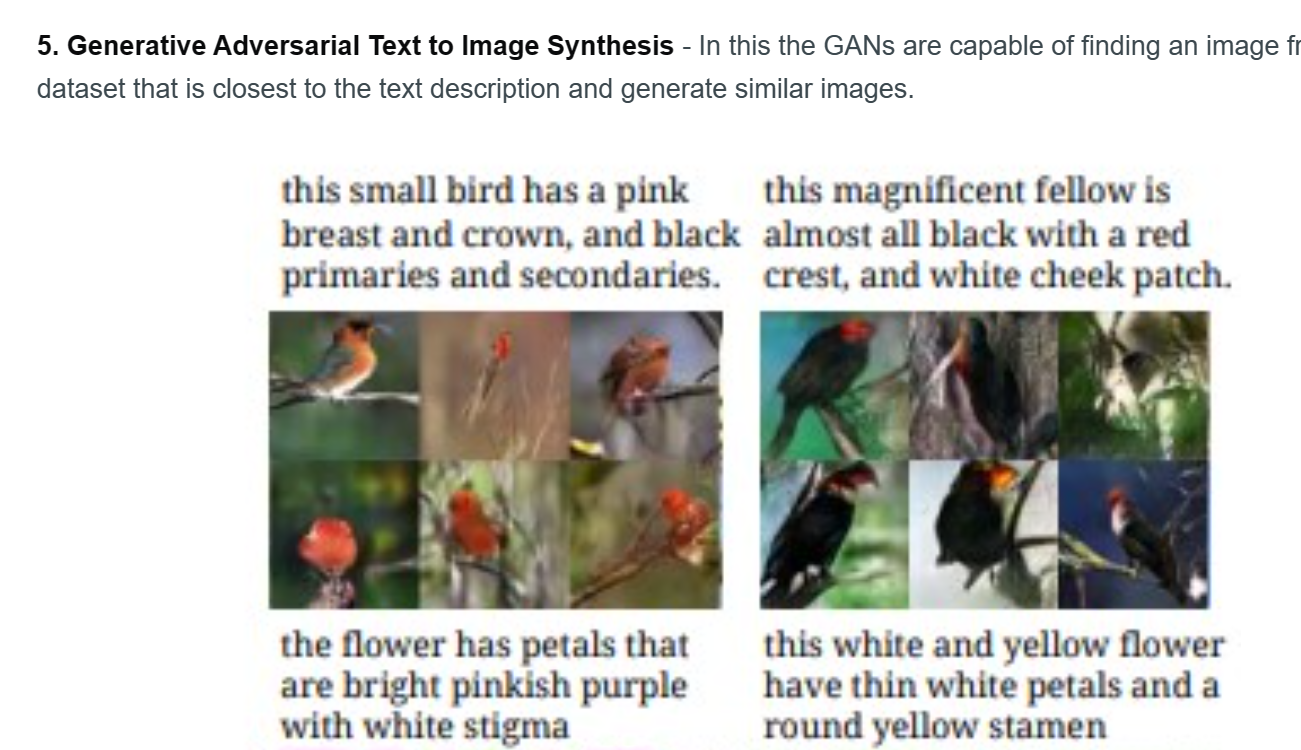 5. Generative Adversarial Text to Image Synthesis - In this the GANs are capable of finding an image
dataset that is closest to the text description and generate similar images.
this small bird has a pink
breast and crown, and black
primaries and secondaries.
this magnificent fellow is
almost all black with a red
crest, and white cheek patch.
the flower has petals that
are bright pinkish purple
with white stigma
this white and yellow flower
have thin white petals and a
round yellow stamen